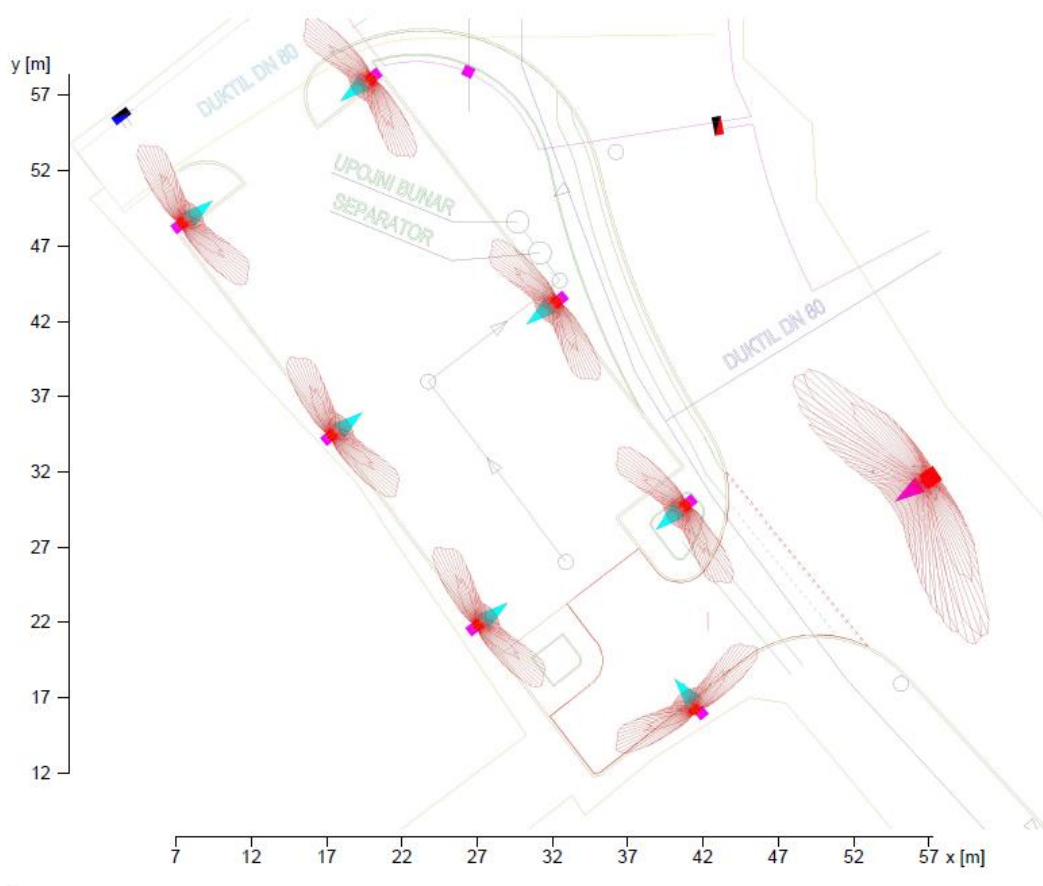 y [m]
57
52
47
42
37
32
27
22
17
12
DUKTIL DN 80
UPOJNI BUNAR
SEPARATOR
DUKTIL DN 80
7 12 17 22 27 32 37 42 47 52 57 x [m]